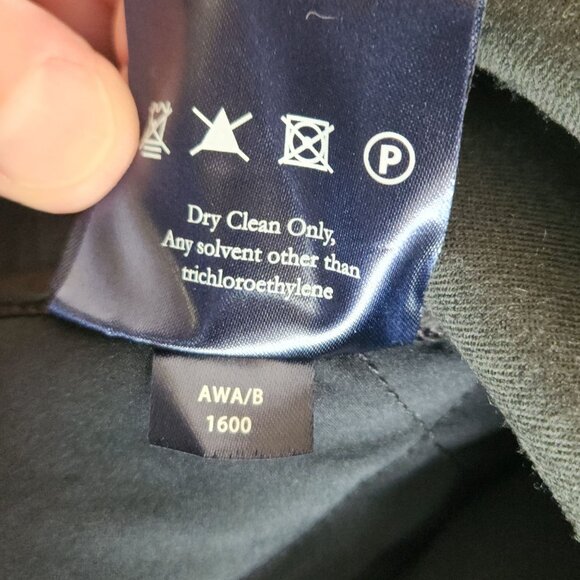 P
Dry Clean Only,
Any solvent other than
trichloroethylene
AWA/B
1600